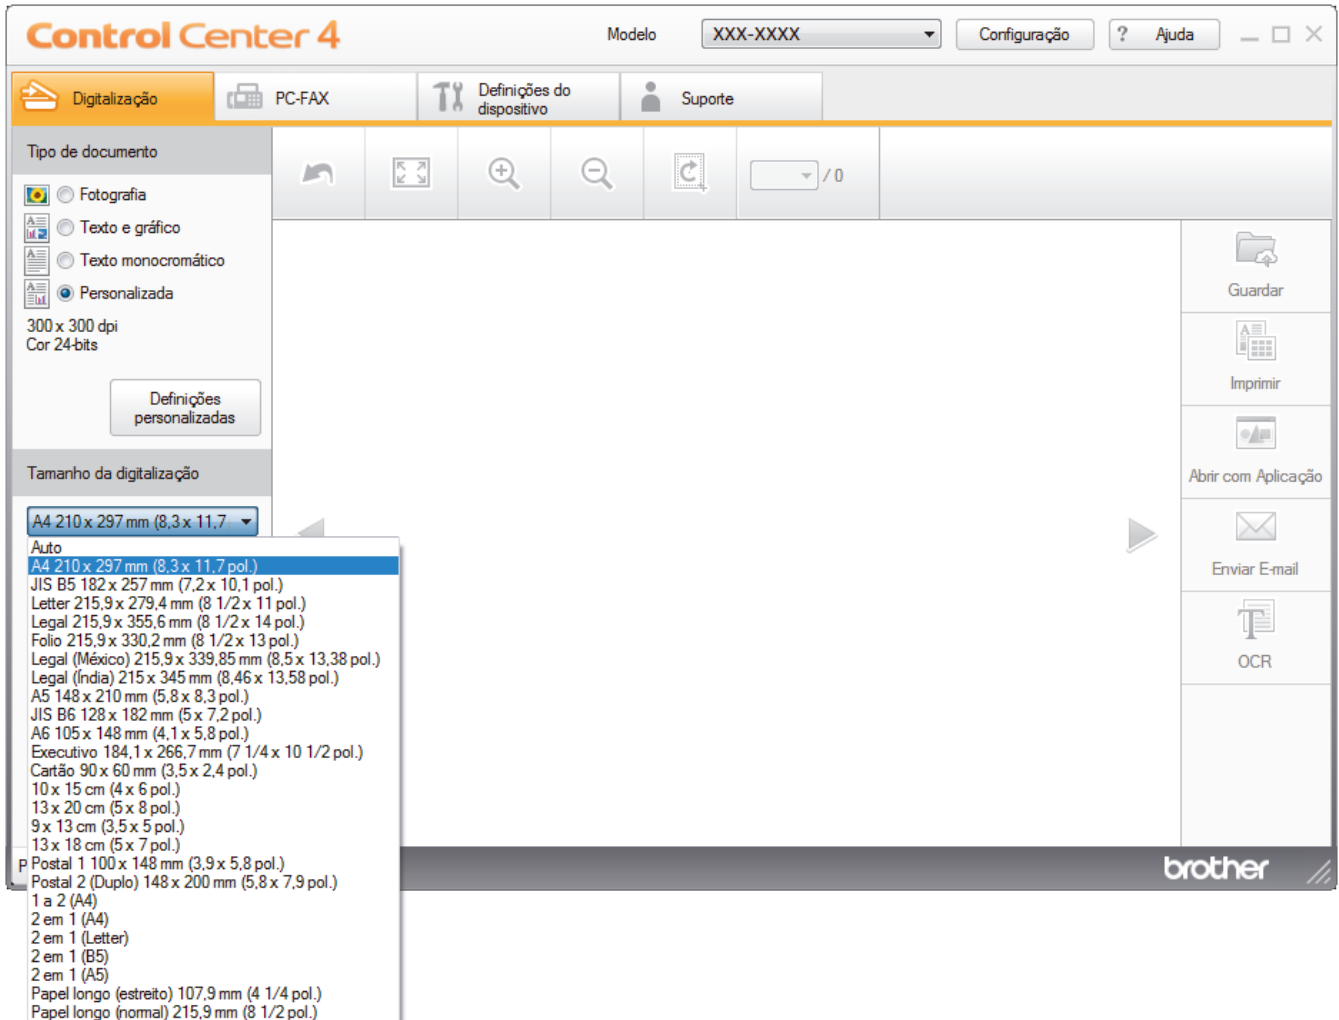 Control Center 4
Modelo
XXX-XXXX
Configuração
? Ajuda
Digitalização
PC-FAX
Definições do
dispositivo
Suporte
Tipo de documento
Fotografia
Texto e gráfico
Texto monocromático
Personalizada
300 x 300 dpi
Cor 24-bits
Definições
personalizadas
/ 0
Guardar
Imprimir
Abrir com Aplicação
Enviar E-mail
OCR
Tamanho da digitalização
A4 210 x 297 mm (8,3 x 11,7
Auto
A4 210 x 297 mm (8,3 x 11,7 pol.)
JIS B5 182 x 257 mm (7,2 x 10,1 pol.)
Letter 215,9 x 279,4 mm (8 1/2 x 11 pol.)
Legal 215,9 x 355,6 mm (8 1/2 x 14 pol.)
Folio 215,9 x 330,2 mm (8 1/2 x 13 pol.)
Legal (México) 215,9 x 339,85 mm (8,5 x 13,38 pol.)
Legal (Índia) 215 x 345 mm (8,46 x 13,58 pol.)
A5 148 x 210 mm (5,8 x 8,3 pol.)
JIS B6 128 x 182 mm (5 x 7,2 pol.)
A6 105 x 148 mm (4,1 x 5,8 pol.)
Executivo 184,1 x 266,7 mm (7 1/4 x 10 1/2 pol.)
Cartão 90 x 60 mm (3,5 x 2,4 pol.)
10 x 15 cm (4 x 6 pol.)
13 x 20 cm (5 x 8 pol.)
9 x 13 cm (3,5 x 5 pol.)
13 x 18 cm (5 x 7 pol.)
Postal 1 100 x 148 mm (3,9 x 5,8 pol.)
Postal 2 (Duplo) 148 x 200 mm (5,8 x 7,9 pol.)
1 a 2 (A4)
2 em 1 (A4)
2 em 1 (Letter)
2 em 1 (B5)
2 em 1 (A5)
Papel longo (estreito) 107,9 mm (4 1/4 pol.)
Papel longo (normal) 215,9 mm (8 1/2 pol.)
brother